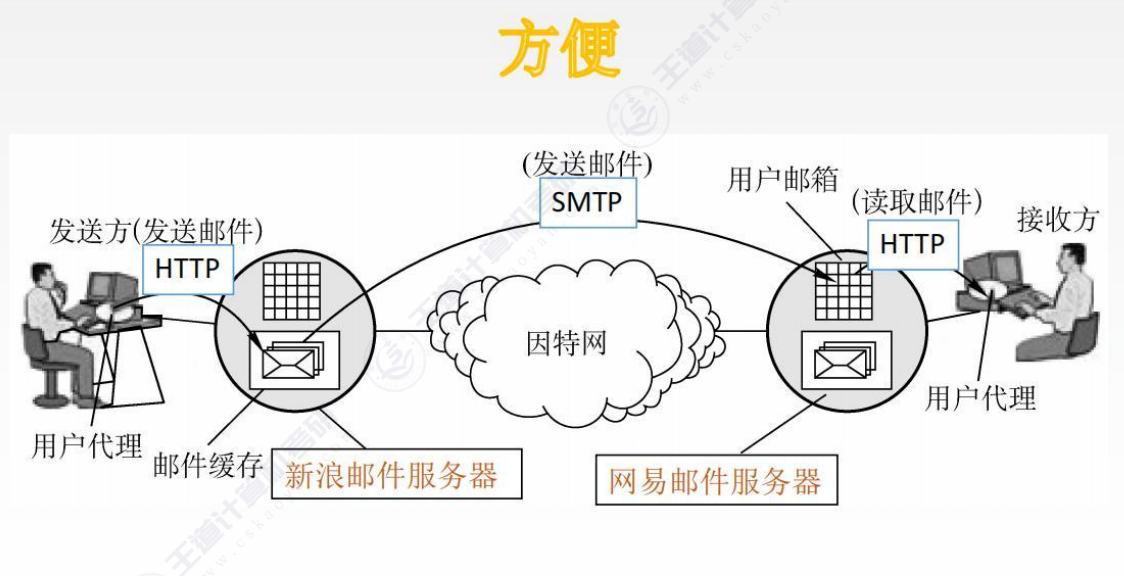 方便
(发送邮件)
SMTP
用户邮箱
(读取邮件)
HTTP
接收方
发送方(发送邮件)
HTTP
因特网
用户代理
用户代理
邮件缓存
新浪邮件服务器
网易邮件服务器